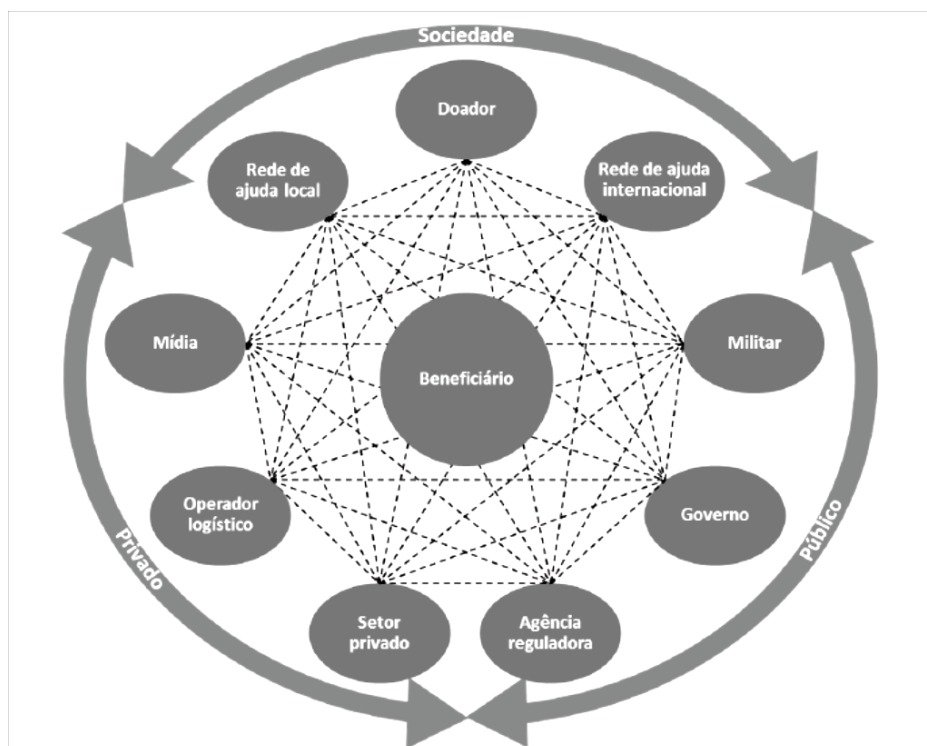 Sociedade
Doador
Rede de
ajuda local
Rede de ajuda
internacional
Mídia
Beneficiário
Militar
Operador
logístico
Governo
Privado
Público
Setor
privado
Agência
reguladora